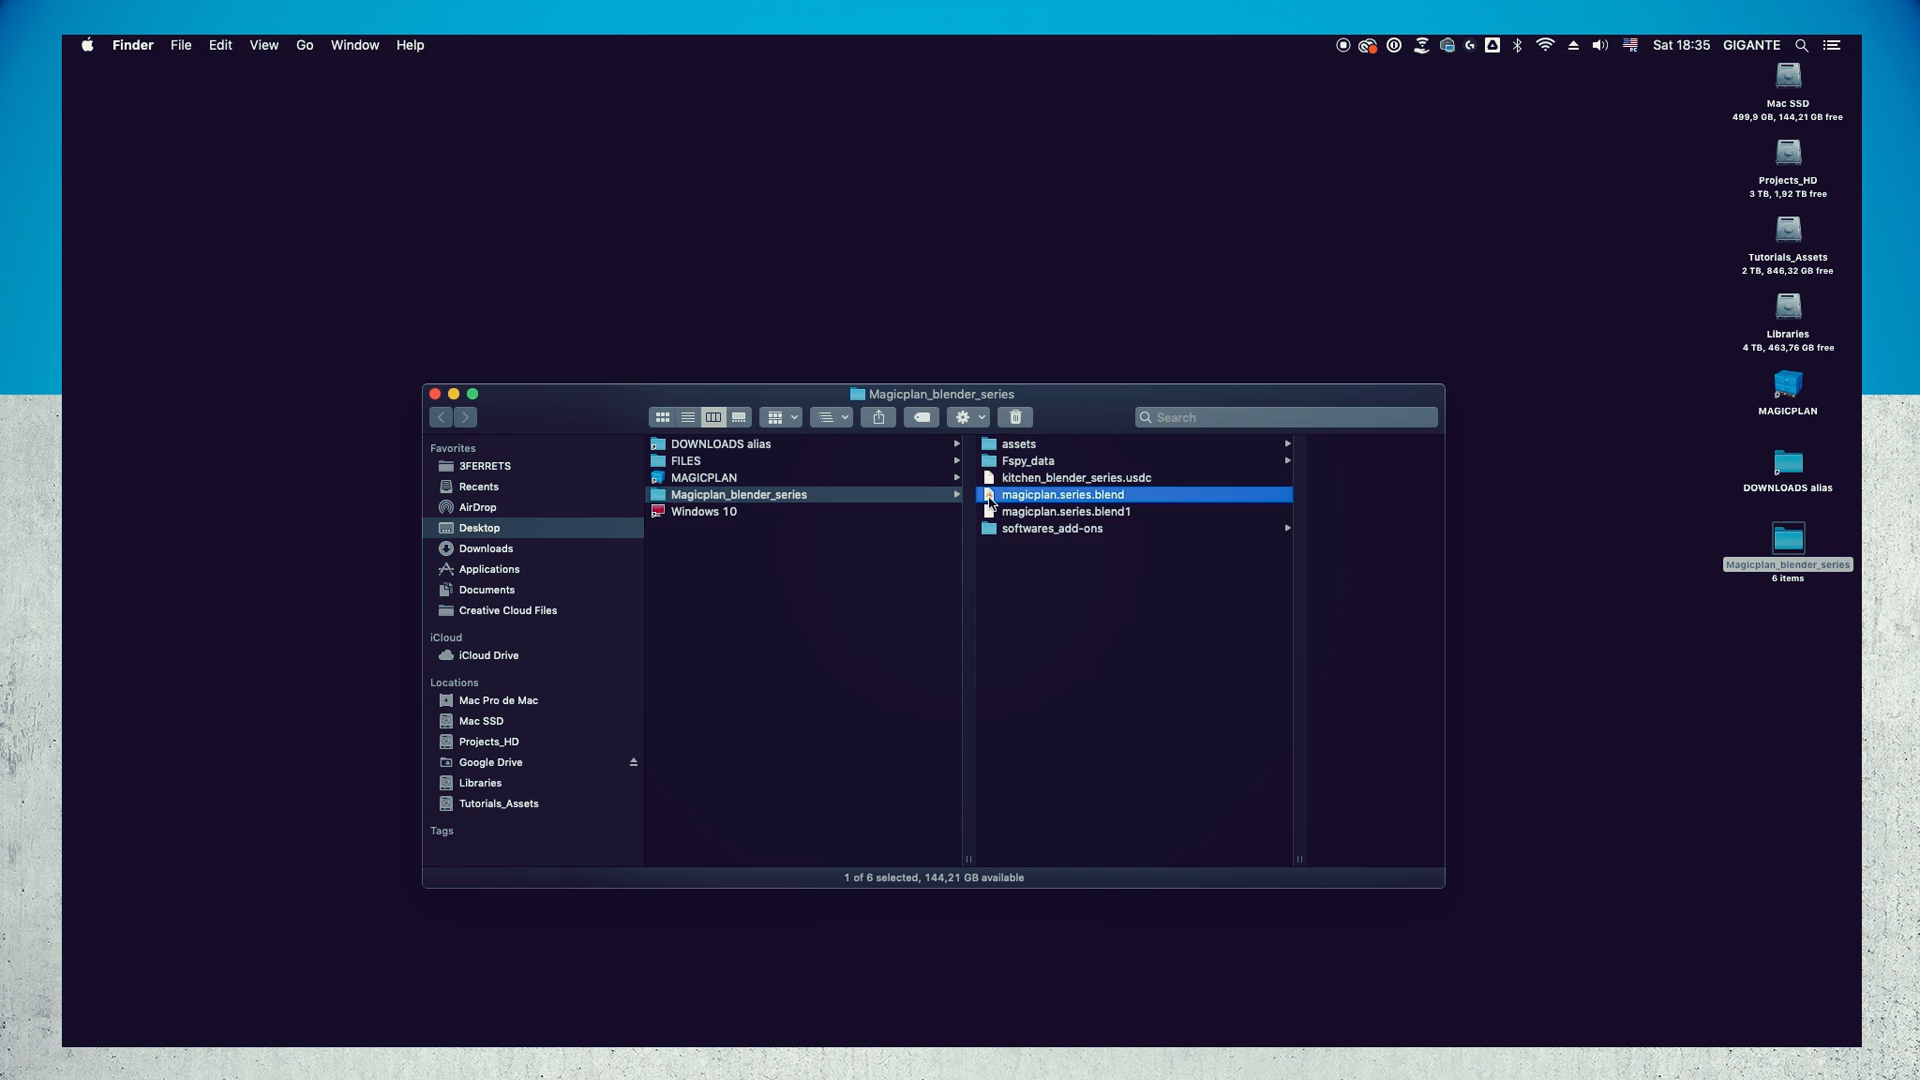 Finder File Edit View Go Window Help
Sat 18:35 GIGANTE
Mac SSD
499,9 GB, 144,21 GB free
Projects_HD
3 TB, 1,92 TB free
Tutorials_Assets
2 TB, 846,32 GB free
Libraries
4 TB, 463,76 GB free
MAGICPLAN
DOWNLOADS alias
Magicplan_blender_series
6 items
Magicplan_blender_series
Search
Favorites
3FERRETS
Recents
AirDrop
Desktop
Downloads
Applications
Documents
Creative Cloud Files
iCloud
iCloud Drive
Locations
Mac Pro de Mac
Mac SSD
Projects_HD
Google Drive
Libraries
Tutorials_Assets
Tags
DOWNLOADS alias
FILES
MAGICPLAN
Magicplan_blender_series
Windows 10
assets
Fspy_data
kitchen_blender_series.usdc
magicplan.series.blend
magicplan.series.blend1
softwares_add-ons
1 of 6 selected, 144,21 GB available